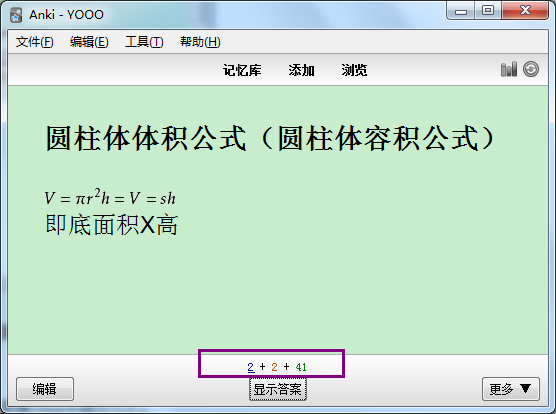 Anki - YOOO
文件(F) 编辑(E) 工具(T) 帮助(H)
记忆库 添加 浏览
圆柱体体积公式（圆柱体容积公式）
V = πr²h = V = sh
即底面积X高
2 + 2 + 41
编辑 显示答案 更多 ▼